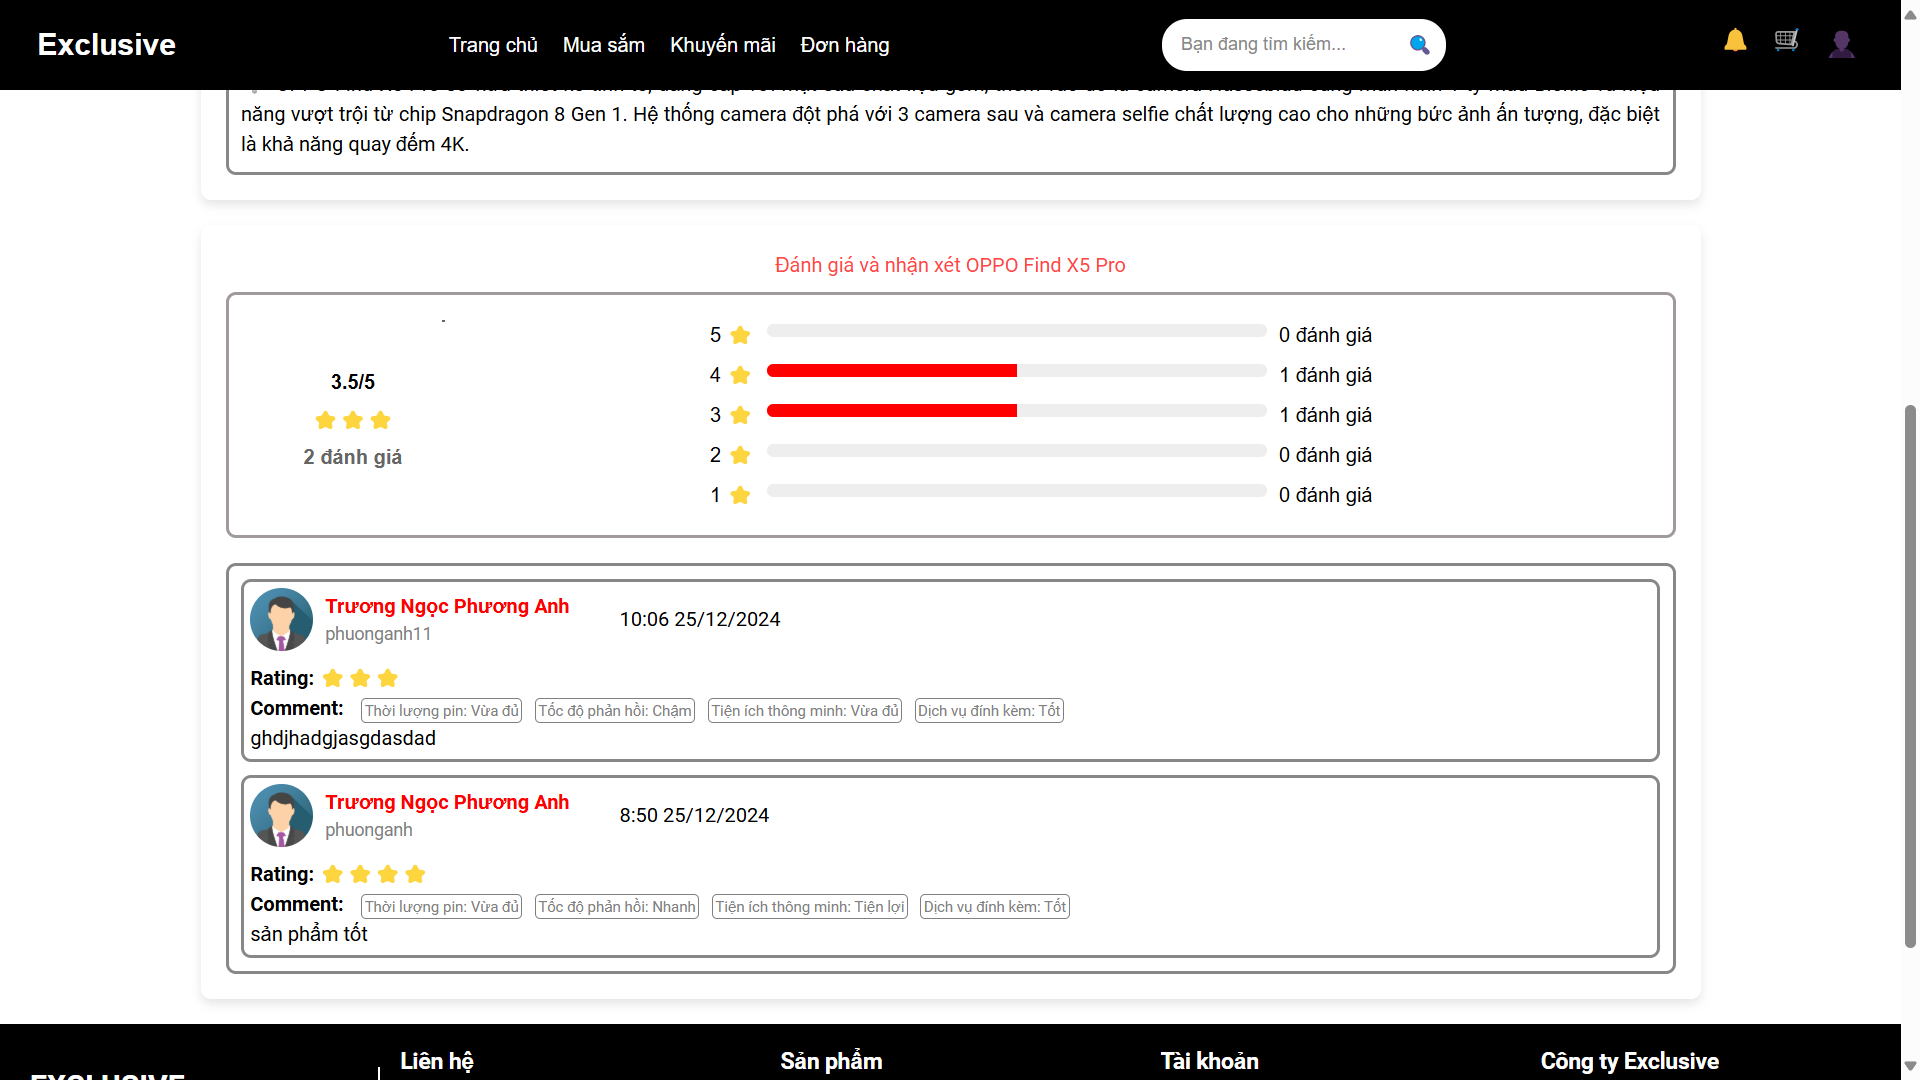 Exclusive
Trang chủ
Mua sắm
Khuyến mãi
Đơn hàng
Bạn đang tìm kiếm...
năng vượt trội từ chip Snapdragon 8 Gen 1. Hệ thống camera đột phá với 3 camera sau và camera selfie chất lượng cao cho những bức ảnh ấn tượng, đặc biệt
là khả năng quay đếm 4K.
Đánh giá và nhận xét OPPO Find X5 Pro
-
3.5/5
2 đánh giá
5 0 đánh giá
4 1 đánh giá
3 1 đánh giá
2 0 đánh giá
1 0 đánh giá
Trương Ngọc Phương Anh
phuonganh11
10:06 25/12/2024
Rating:
Comment: Thời lượng pin: Vừa đủ Tốc độ phản hồi: Chậm Tiện ích thông minh: Vừa đủ Dịch vụ đính kèm: Tốt
ghdjhadgjasgdasdad
Trương Ngọc Phương Anh
phuonganh
8:50 25/12/2024
Rating:
Comment: Thời lượng pin: Vừa đủ Tốc độ phản hồi: Nhanh Tiện ích thông minh: Tiện lợi Dịch vụ đính kèm: Tốt
sản phẩm tốt
EXCLUSIVE
Liên hệ
Sản phẩm
Tài khoản
Công ty Exclusive